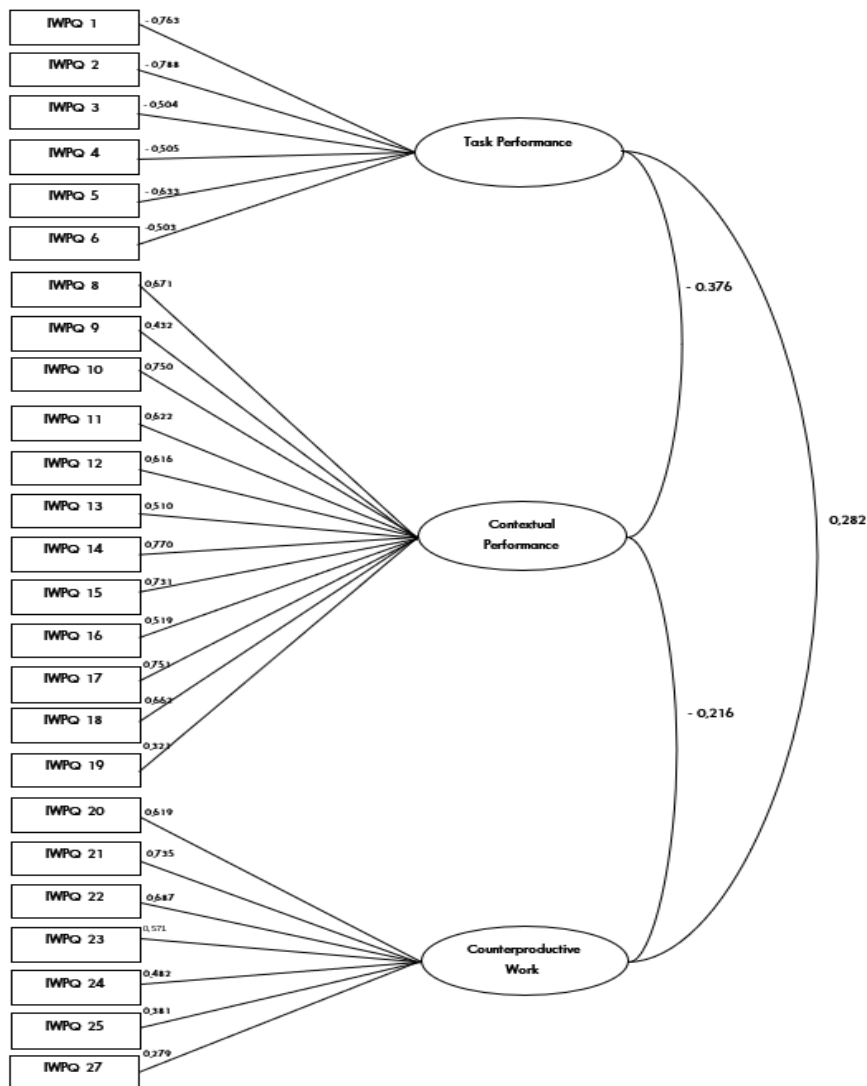 IWPQ 1
- 0,763
IWPQ 2
- 0,788
IWPQ 3
- 0,504
IWPQ 4
- 0,505
IWPQ 5
- 0,633
IWPQ 6
-0,503
Task Performance
IWPQ 8
0,671
IWPQ 9
0,432
IWPQ 10
0,750
IWPQ 11
0,622
IWPQ 12
0,616
IWPQ 13
0,510
IWPQ 14
0,770
IWPQ 15
0,731
IWPQ 16
0,519
IWPQ 17
0,751
IWPQ 18
0,662
IWPQ 19
0,321
Contextual
Performance
IWPQ 20
0,619
IWPQ 21
0,735
IWPQ 22
0,687
IWPQ 23
0,571
IWPQ 24
0,482
IWPQ 25
0,381
IWPQ 27
0,279
Counterproductive
Work
- 0.376
0,282
- 0,216